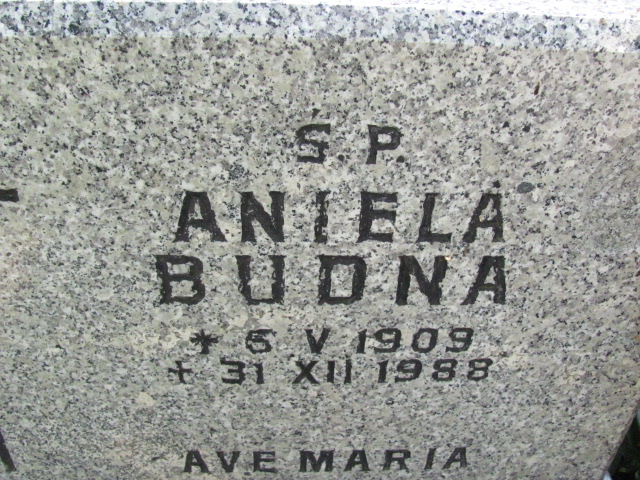 Ś.P.
ANIELA
BUDNA
* 6 V 1909
+ 31 XII 1988
AVE MARIA